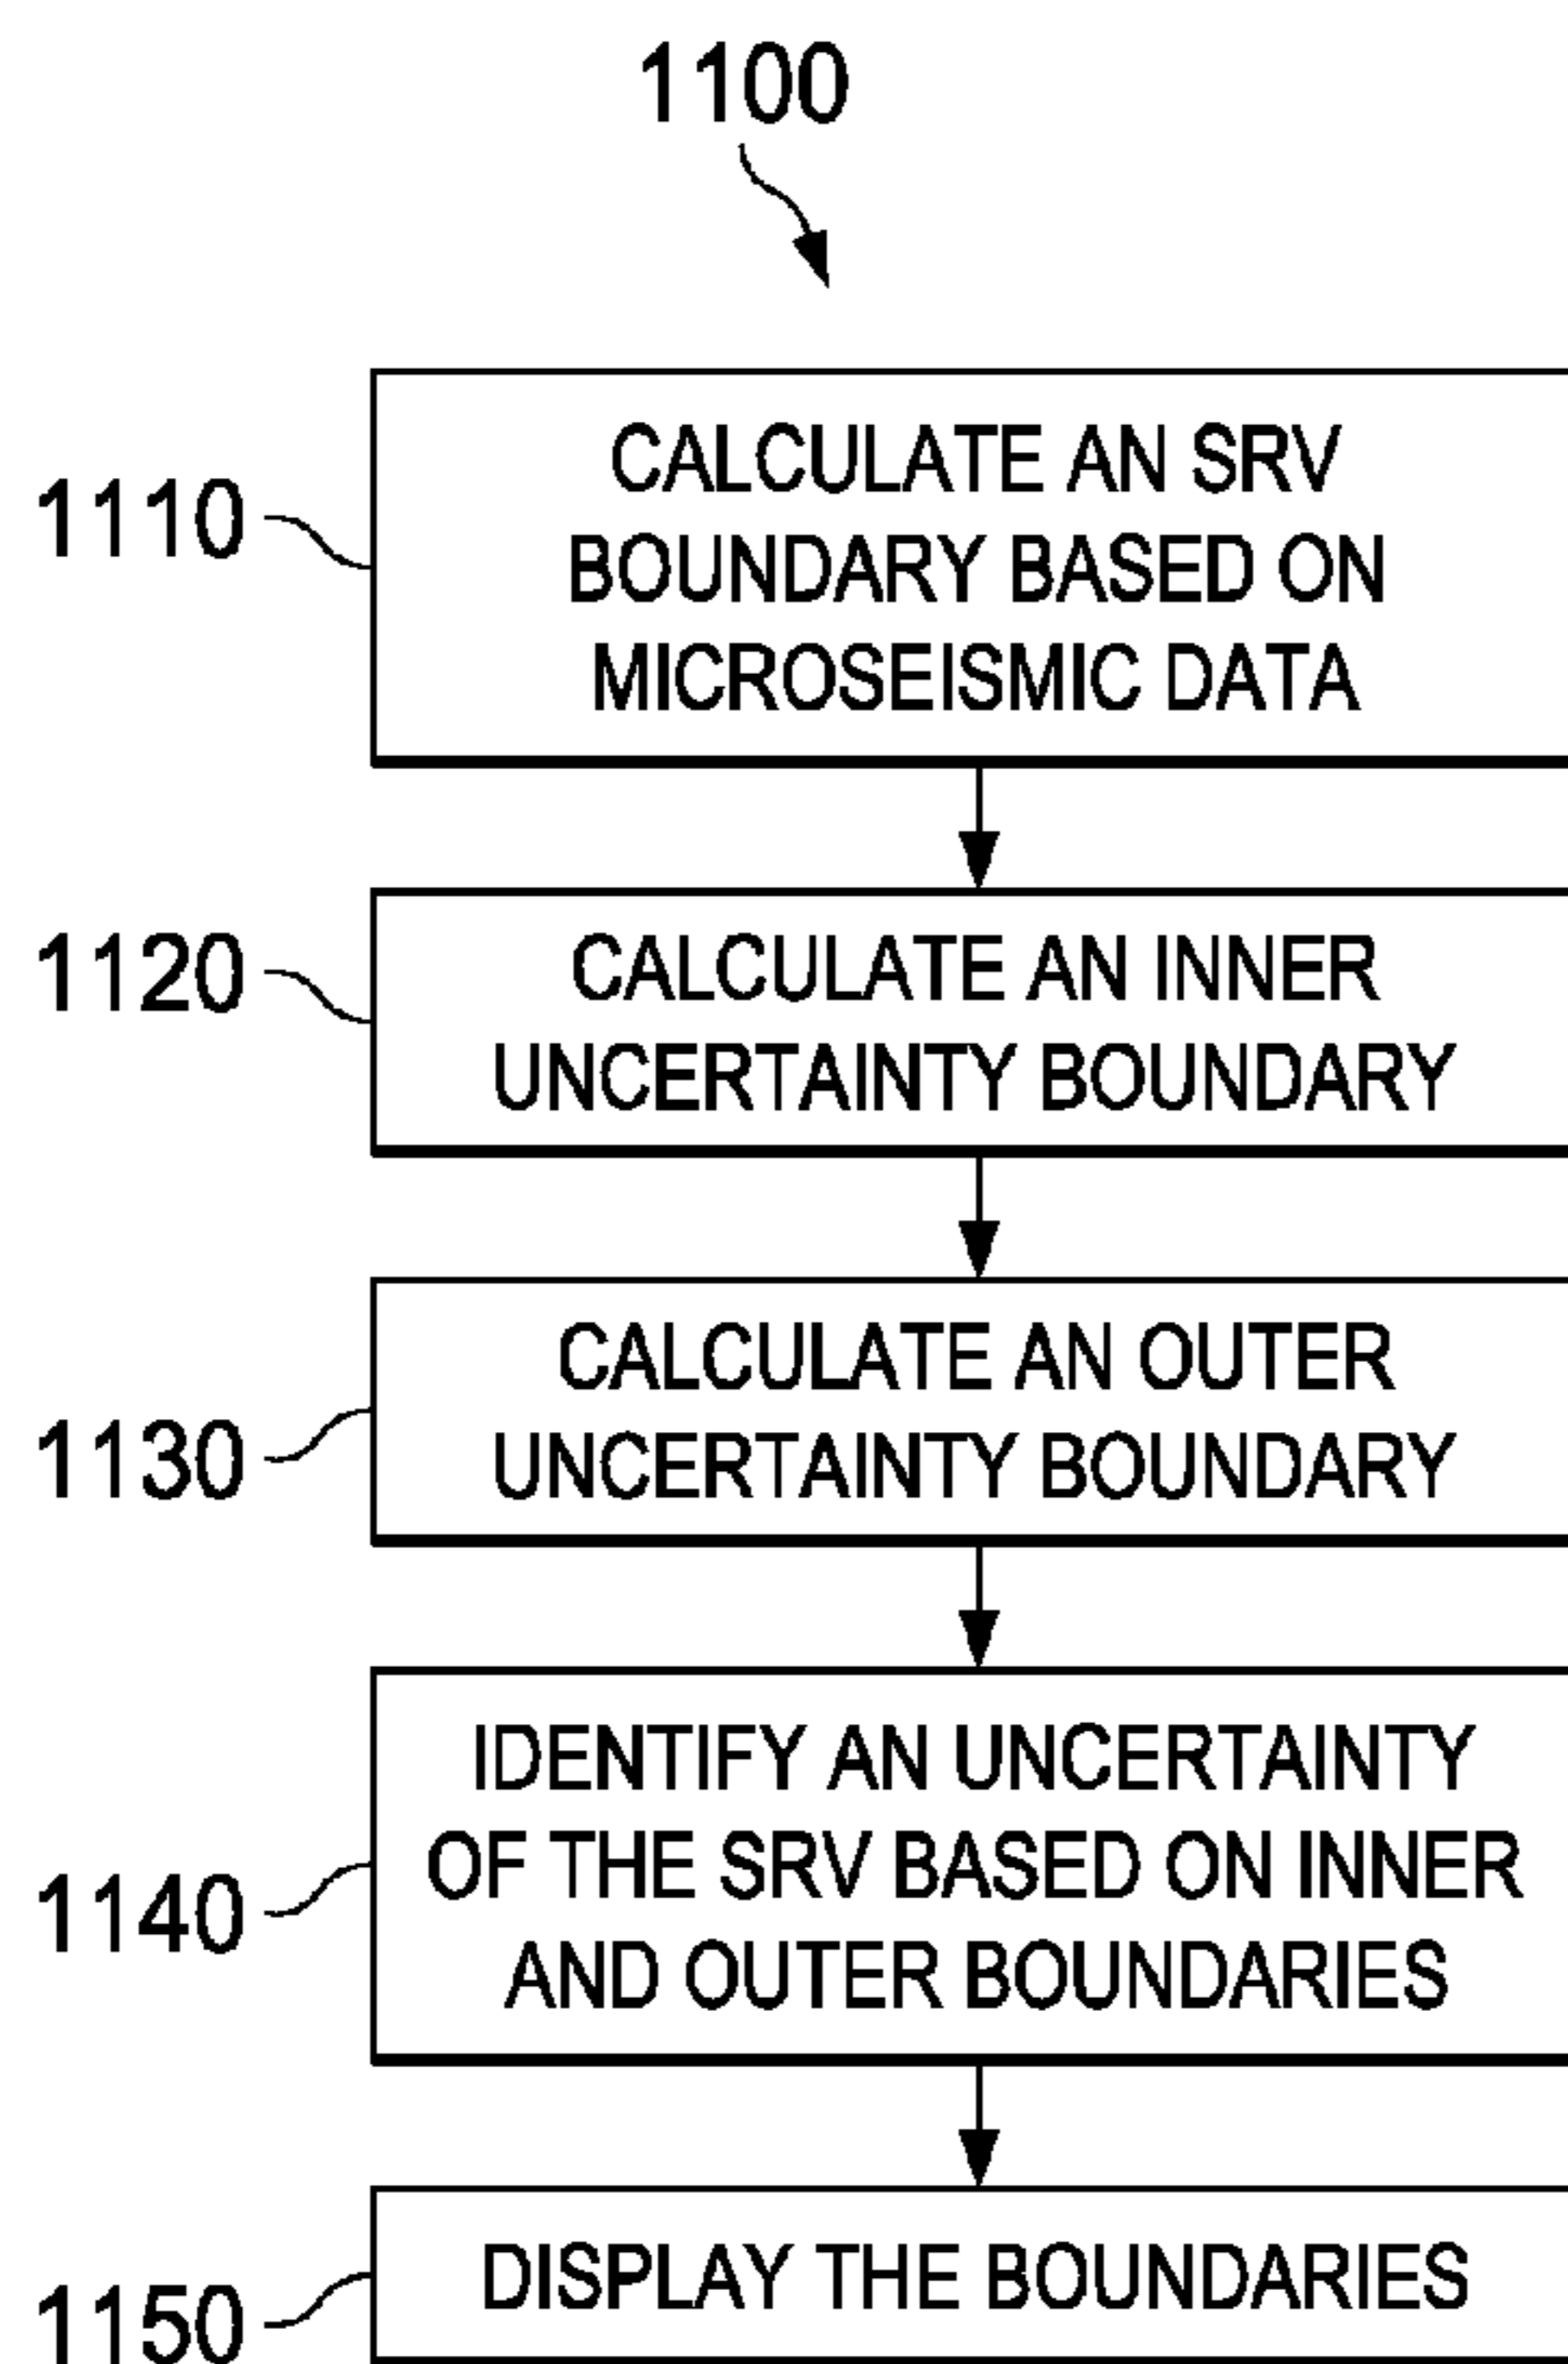 1100
1110
CALCULATE AN SRV
BOUNDARY BASED ON
MICROSEISMIC DATA
1120
CALCULATE AN INNER
UNCERTAINTY BOUNDARY
1130
CALCULATE AN OUTER
UNCERTAINTY BOUNDARY
1140
IDENTIFY AN UNCERTAINTY
OF THE SRV BASED ON INNER
AND OUTER BOUNDARIES
1150
DISPLAY THE BOUNDARIES